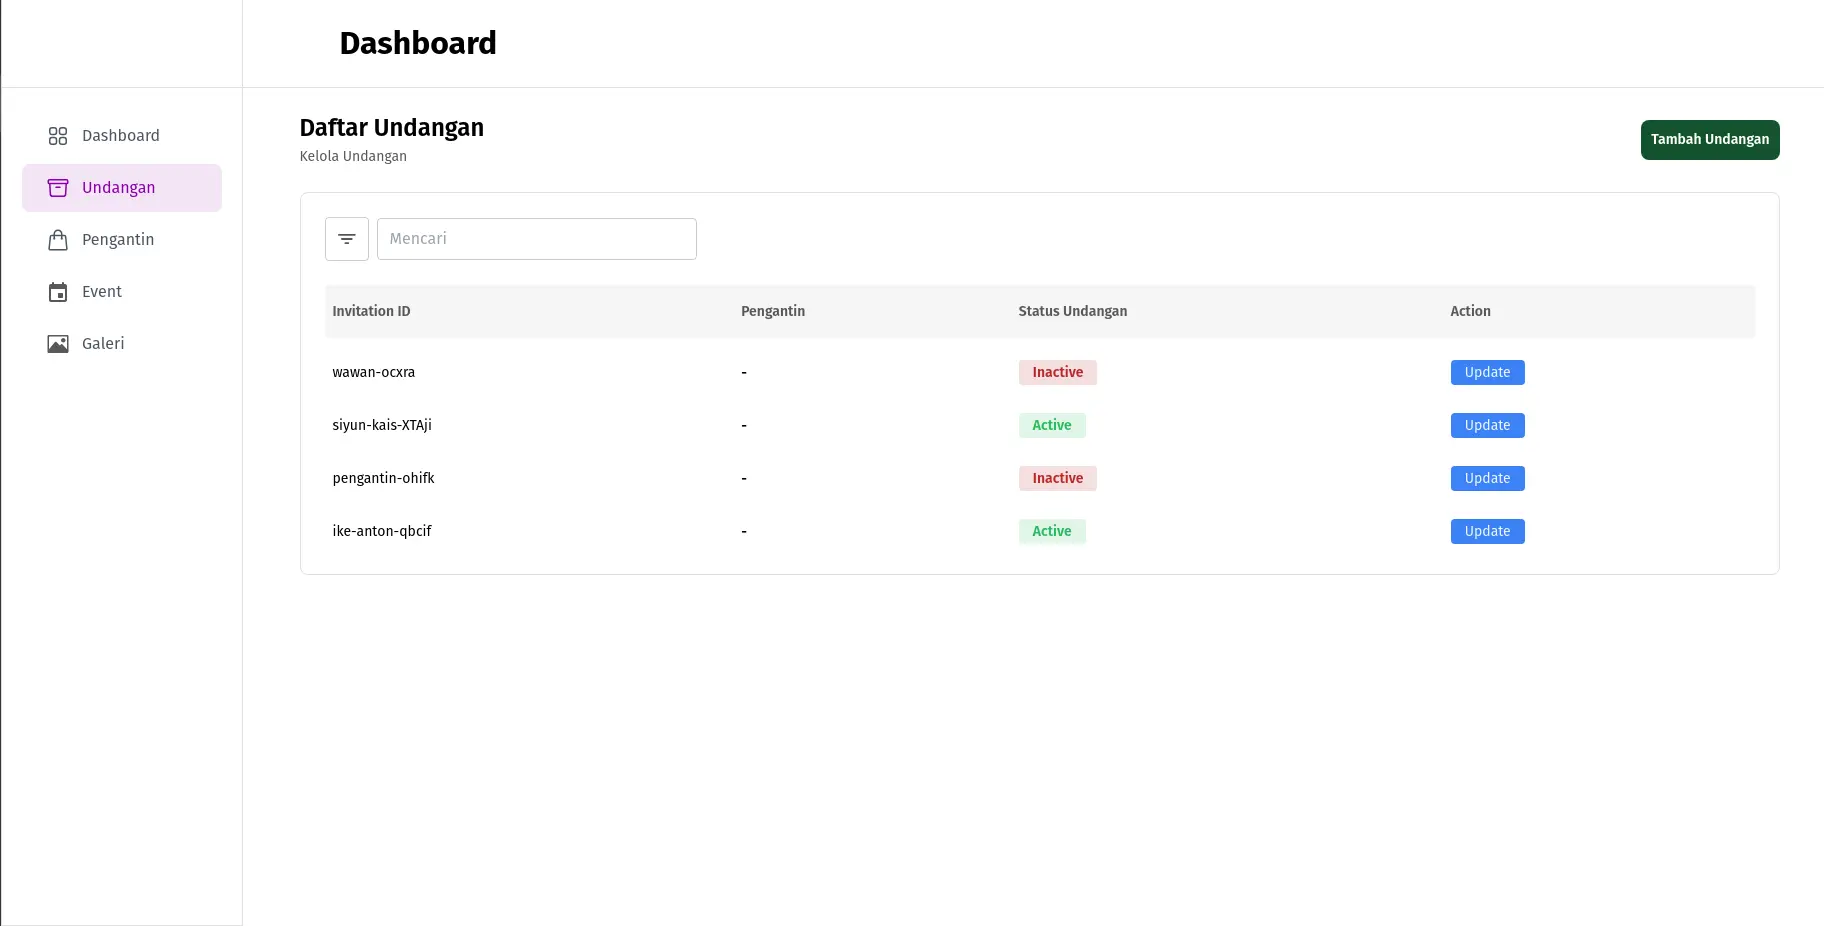 Dashboard
Dashboard
Undangan
Pengantin
Event
Galeri
Daftar Undangan
Kelola Undangan
Tambah Undangan
Mencari
Invitation ID Pengantin Status Undangan Action
wawan-ocxra - Inactive Update
siyun-kais-XTAji - Active Update
pengantin-ohifk - Inactive Update
ike-anton-qbcif - Active Update